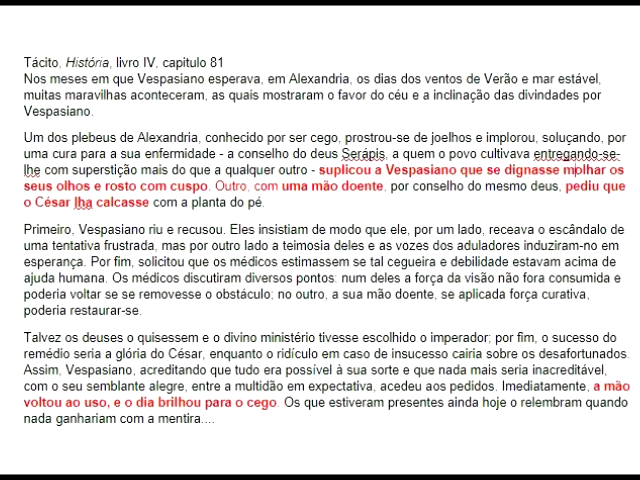 Tácito, História, livro IV, capitulo 81
Nos meses em que Vespasiano esperava, em Alexandria, os dias dos ventos de Verão e mar estável,
muitas maravilhas aconteceram, as quais mostraram o favor do céu e a inclinação das divindades por
Vespasiano.
Um dos plebeus de Alexandria, conhecido por ser cego, prostrou-se de joelhos e implorou, soluçando, por
uma cura para a sua enfermidade - a conselho do deus Serápis, a quem o povo cultivava entregando-se-
lhe com superstição mais do que a qualquer outro - suplicou a Vespasiano que se dignasse molhar os
seus olhos e rosto com cuspo. Outro, com uma mão doente, por conselho do mesmo deus, pediu que
o César lha calcasse com a planta do pé.
Primeiro, Vespasiano riu e recusou. Eles insistiam de modo que ele, por um lado, receava o escândalo de
uma tentativa frustrada, mas por outro lado a teimosia deles e as vozes dos aduladores induziram-no em
esperança. Por fim, solicitou que os médicos estimassem se tal cegueira e debilidade estavam acima de
ajuda humana. Os médicos discutiram diversos pontos: num deles a força da visão não fora consumida e
poderia voltar se se removesse o obstáculo; no outro, a sua mão doente, se aplicada força curativa,
poderia restaurar-se.
Talvez os deuses o quisessem e o divino ministério tivesse escolhido o imperador; por fim, o sucesso do
remédio seria a glória do César, enquanto o ridículo em caso de insucesso cairia sobre os desafortunados.
Assim, Vespasiano, acreditando que tudo era possível à sua sorte e que nada mais seria inacreditável,
com o seu semblante alegre, entre a multidão em expectativa, acedeu aos pedidos. Imediatamente, a mão
voltou ao uso, e o dia brilhou para o cego. Os que estiveram presentes ainda hoje o relembram quando
nada ganhariam com a mentira....